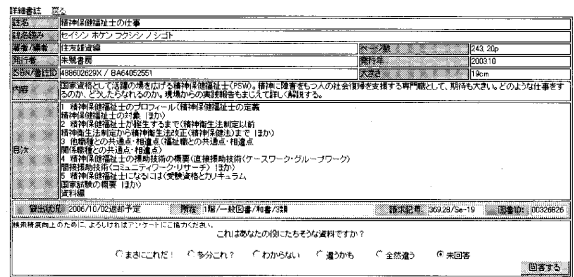 詳細書誌 戻る
書名 精神保健福祉士の仕事
書名読み セイシン ホケン フクシシ ノ シゴト
著者/編者 住友雄資編 ページ数 243, 20p
発行者 朱鷺書房 発行年 200310
ISBN/書誌ID 488602629X / BA64052551 大きさ 19cm
内容 国家資格として活躍の場を広げる精神保健福祉士(PSW)。精神に障害をもつ人の社会復帰を支援する専門職として、期待も大きい。どのような仕事をす
るのか、どうしたらなれるのか。現場からの実践報告もまじえて詳しく解説する。
目次
1 精神保健福祉士のプロフィール(精神保健福祉士の定義
精神保健福祉士の対象 ほか)
2 精神保健福祉士が誕生するまで(精神衛生法制定以前
精神衛生法制定から精神衛生法改正(精神保健法)まで ほか)
3 他職種との共通点・相違点(福祉職との共通点・相違点
関係職種との共通点・相違点)
4 精神保健福祉士の援助技術の概要(直接援助技術(ケースワーク・グループワーク)
間接援助技術(コミュニティワーク・リサーチ) ほか)
5 精神保健福祉士になるには(受験資格とカリキュラム
国家試験の概要 ほか)
資料編
貸出状況 2006/10/02返却予定 所在 1階/一般図書/和書/3類 請求記号 369.28/Se-19 図書ID 00326826
検索精度向上のために、よろしければアンケートにご協力ください。
これはあなたの役にたちそうな資料ですか?
まさにこれだ! 多分これ? わからない 違うかも 全然違う 未回答
回答する